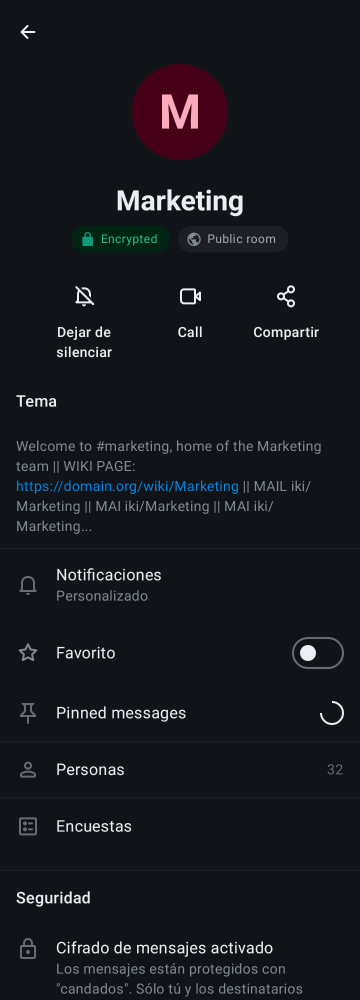 M
Marketing
Encrypted
Public room
Dejar de
silenciar
Call
Compartir
Tema
Welcome to #marketing, home of the Marketing
team || WIKI PAGE:
https://domain.org/wiki/Marketing || MAIL iki/
Marketing || MAI iki/Marketing || MAI iki/
Marketing...
Notificaciones
Personalizado
Favorito
Pinned messages
Personas 32
Encuestas
Seguridad
Cifrado de mensajes activado
Los mensajes están protegidos con
"candados". Sólo tú y los destinatarios